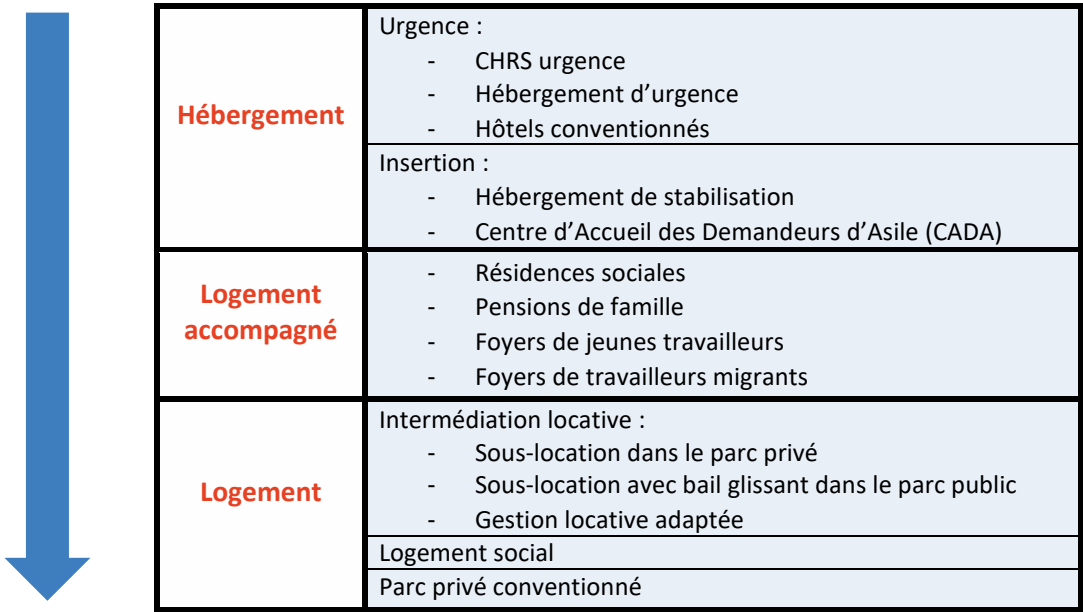 Hébergement
Urgence :
- CHRS urgence
- Hébergement d’urgence
- Hôtels conventionnés
Insertion :
- Hébergement de stabilisation
- Centre d’Accueil des Demandeurs d’Asile (CADA)
Logement
accompagné
- Résidences sociales
- Pensions de famille
- Foyers de jeunes travailleurs
- Foyers de travailleurs migrants
Logement
Intermédiation locative :
- Sous-location dans le parc privé
- Sous-location avec bail glissant dans le parc public
- Gestion locative adaptée
Logement social
Parc privé conventionné